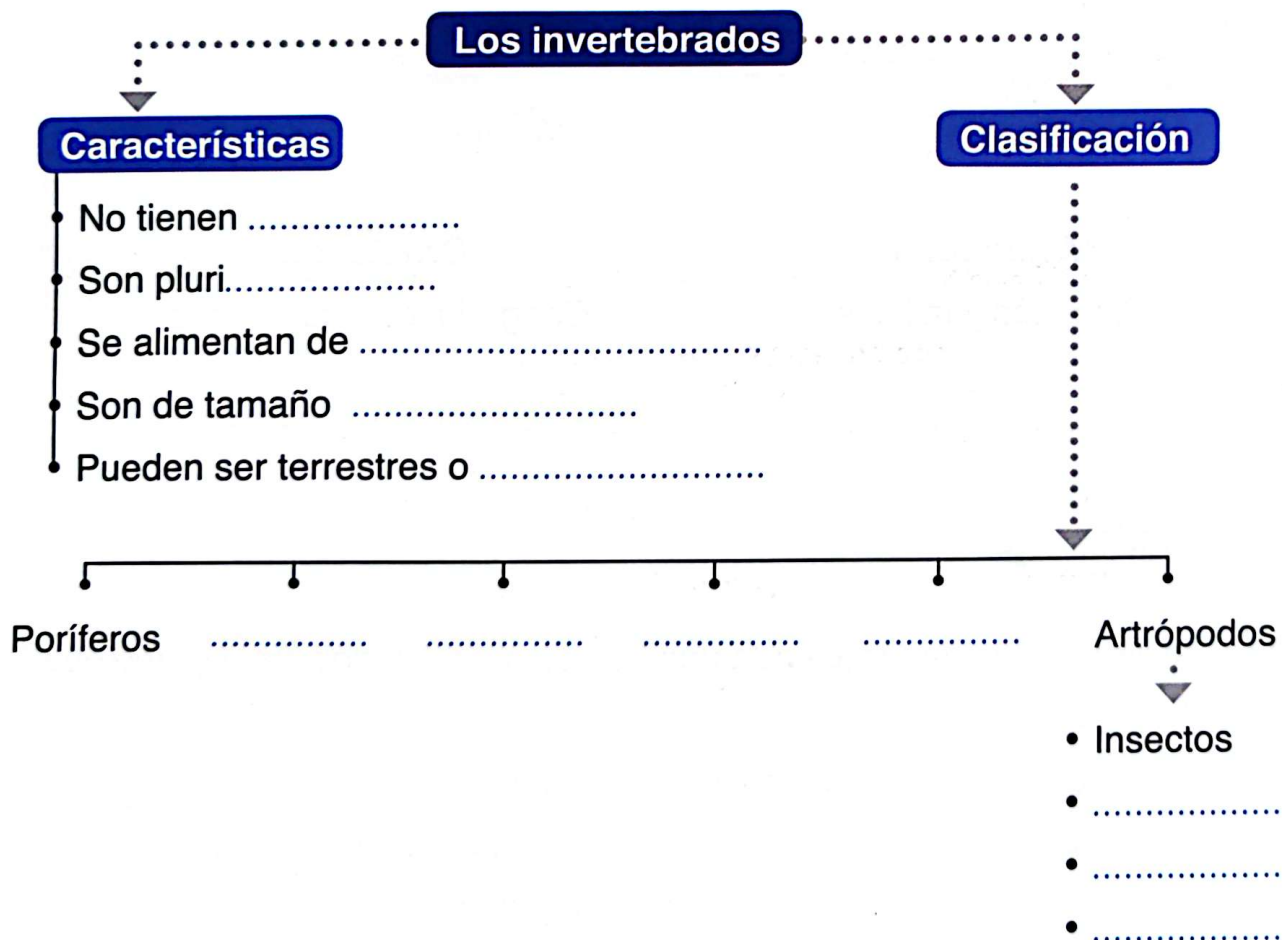 Los invertebrados
Características
Clasificación
No tienen ....................
Son pluri....................
Se alimentan de ......................................
Son de tamaño ...........................
Pueden ser terrestres o ...........................
Poríferos ............... ............... ............... ............... Artrópodos
• Insectos
• ..................
• ..................
• ..................